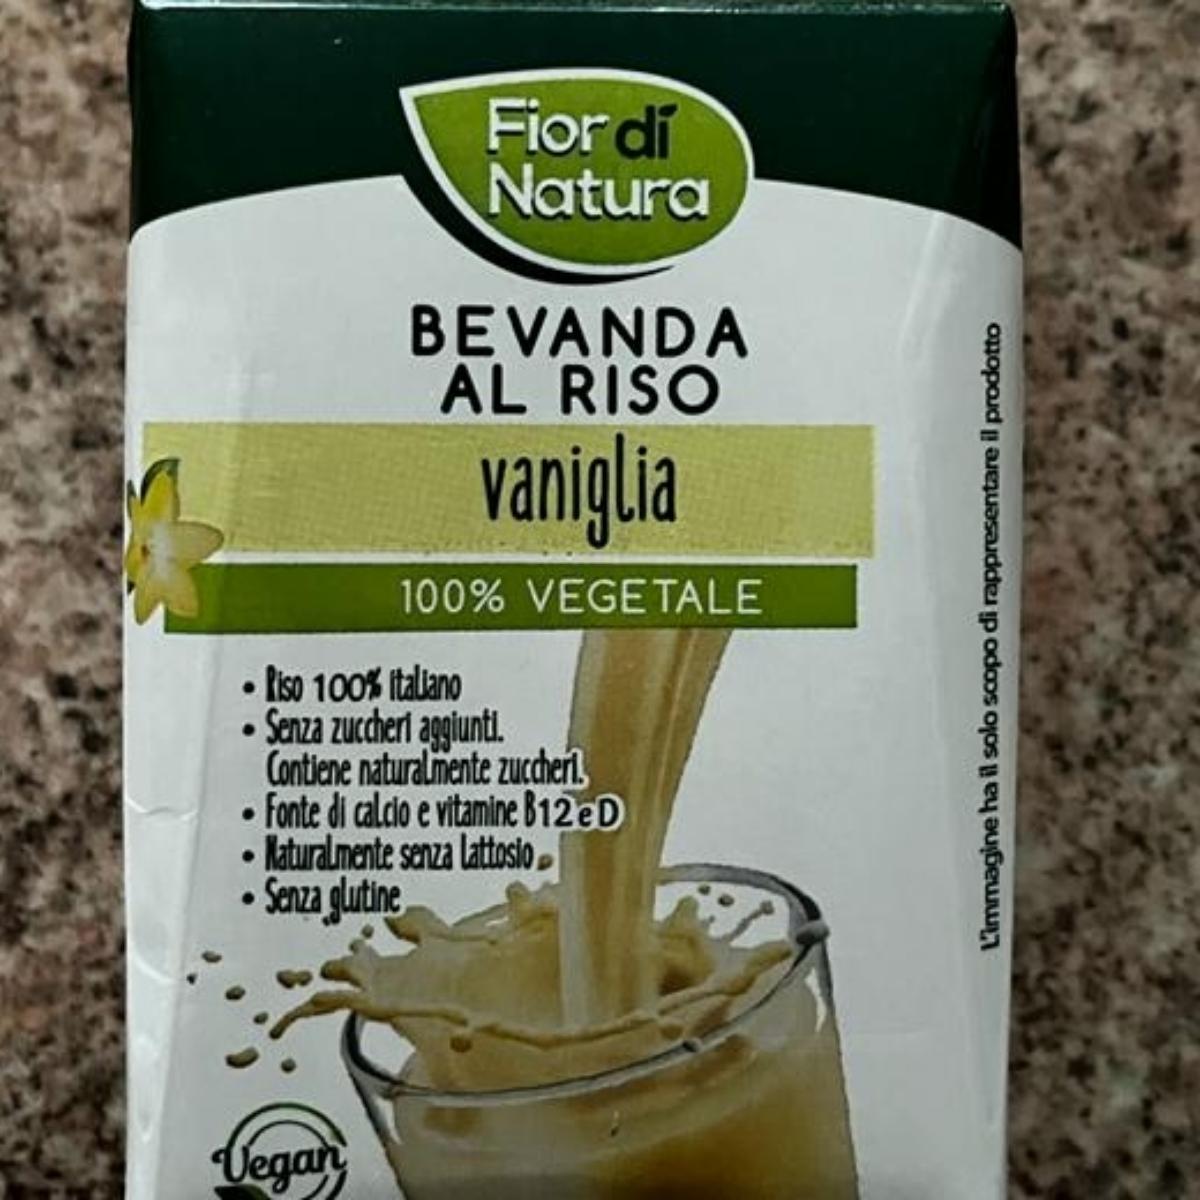 Fior di
Natura
BEVANDA
AL RISO
vaniglia
100% VEGETALE
• Riso 100% italiano
• Senza zuccheri aggiunti.
Contiene naturalmente zuccheri.
• Fonte di calcio e vitamine B12 e D
• Naturalmente senza lattosio
• Senza glutine
Vegan
L'immagine ha il solo scopo di rappresentare il prodotto